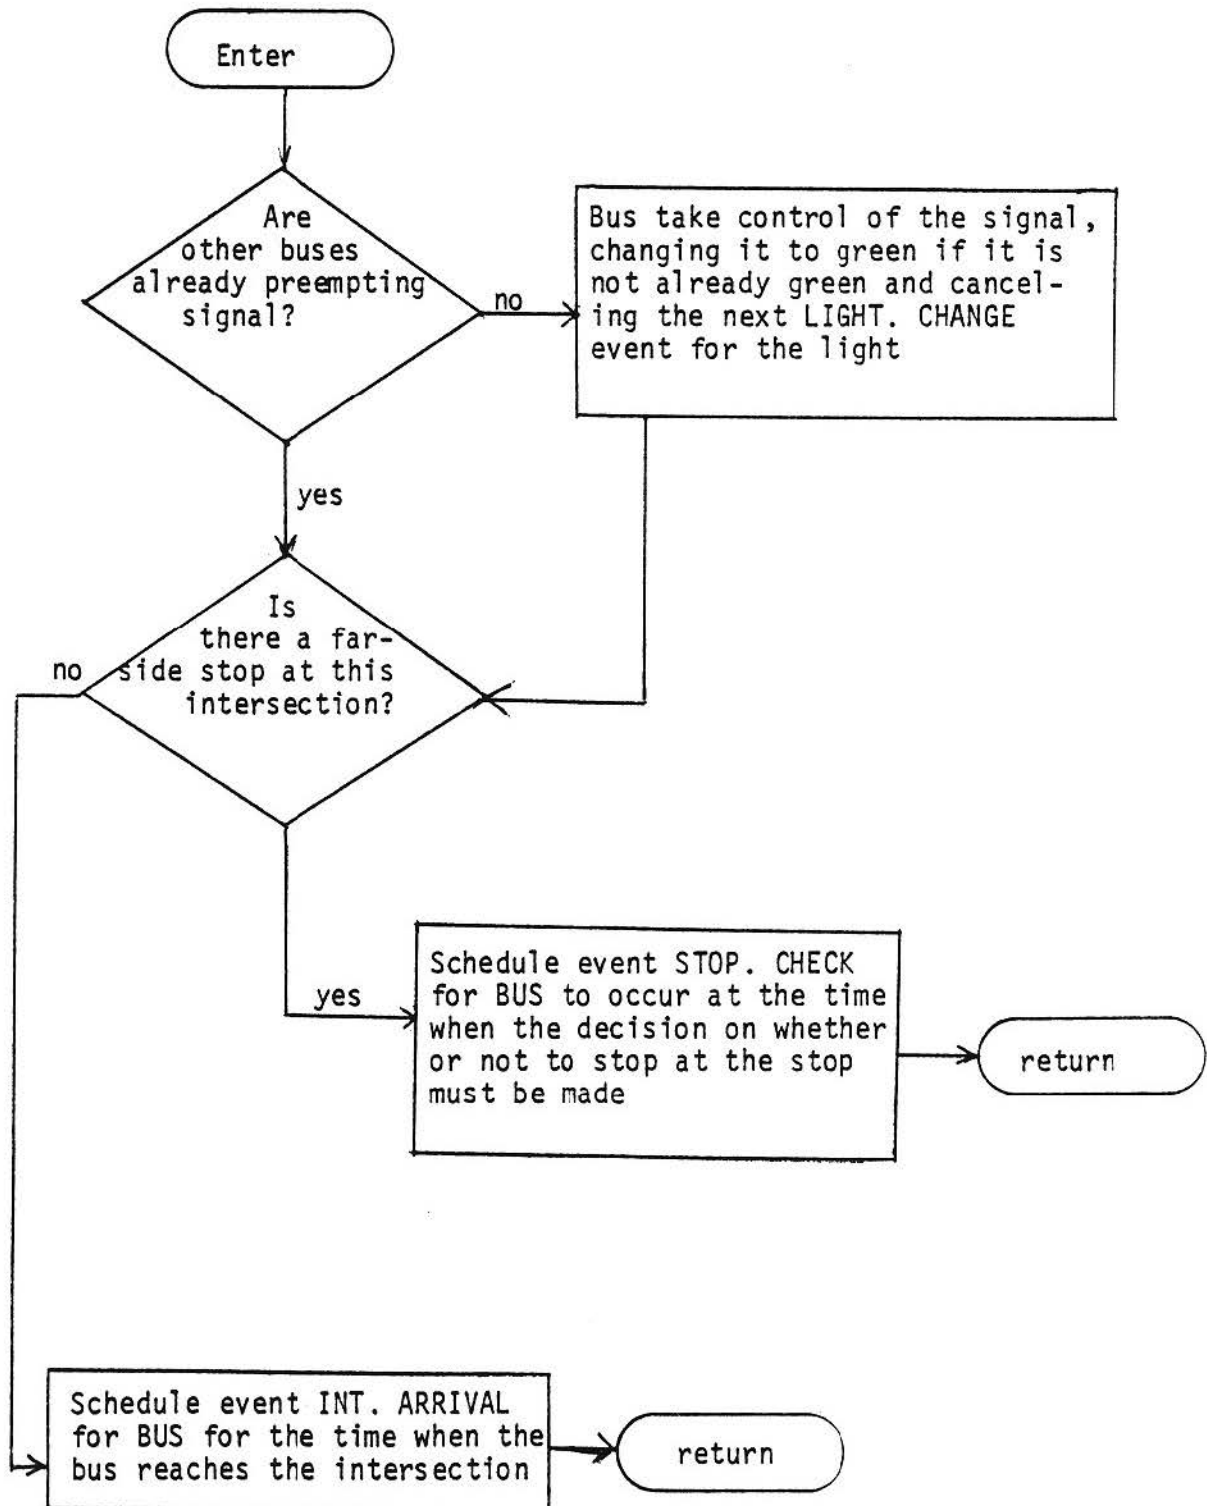 Enter
Are
other buses
already preempting
signal?
no
Bus take control of the signal,
changing it to green if it is
not already green and cancel-
ing the next LIGHT. CHANGE
event for the light
yes
Is
there a far-
side stop at this
intersection?
no
yes
Schedule event STOP. CHECK
for BUS to occur at the time
when the decision on whether
or not to stop at the stop
must be made
return
Schedule event INT. ARRIVAL
for BUS for the time when the
bus reaches the intersection
return